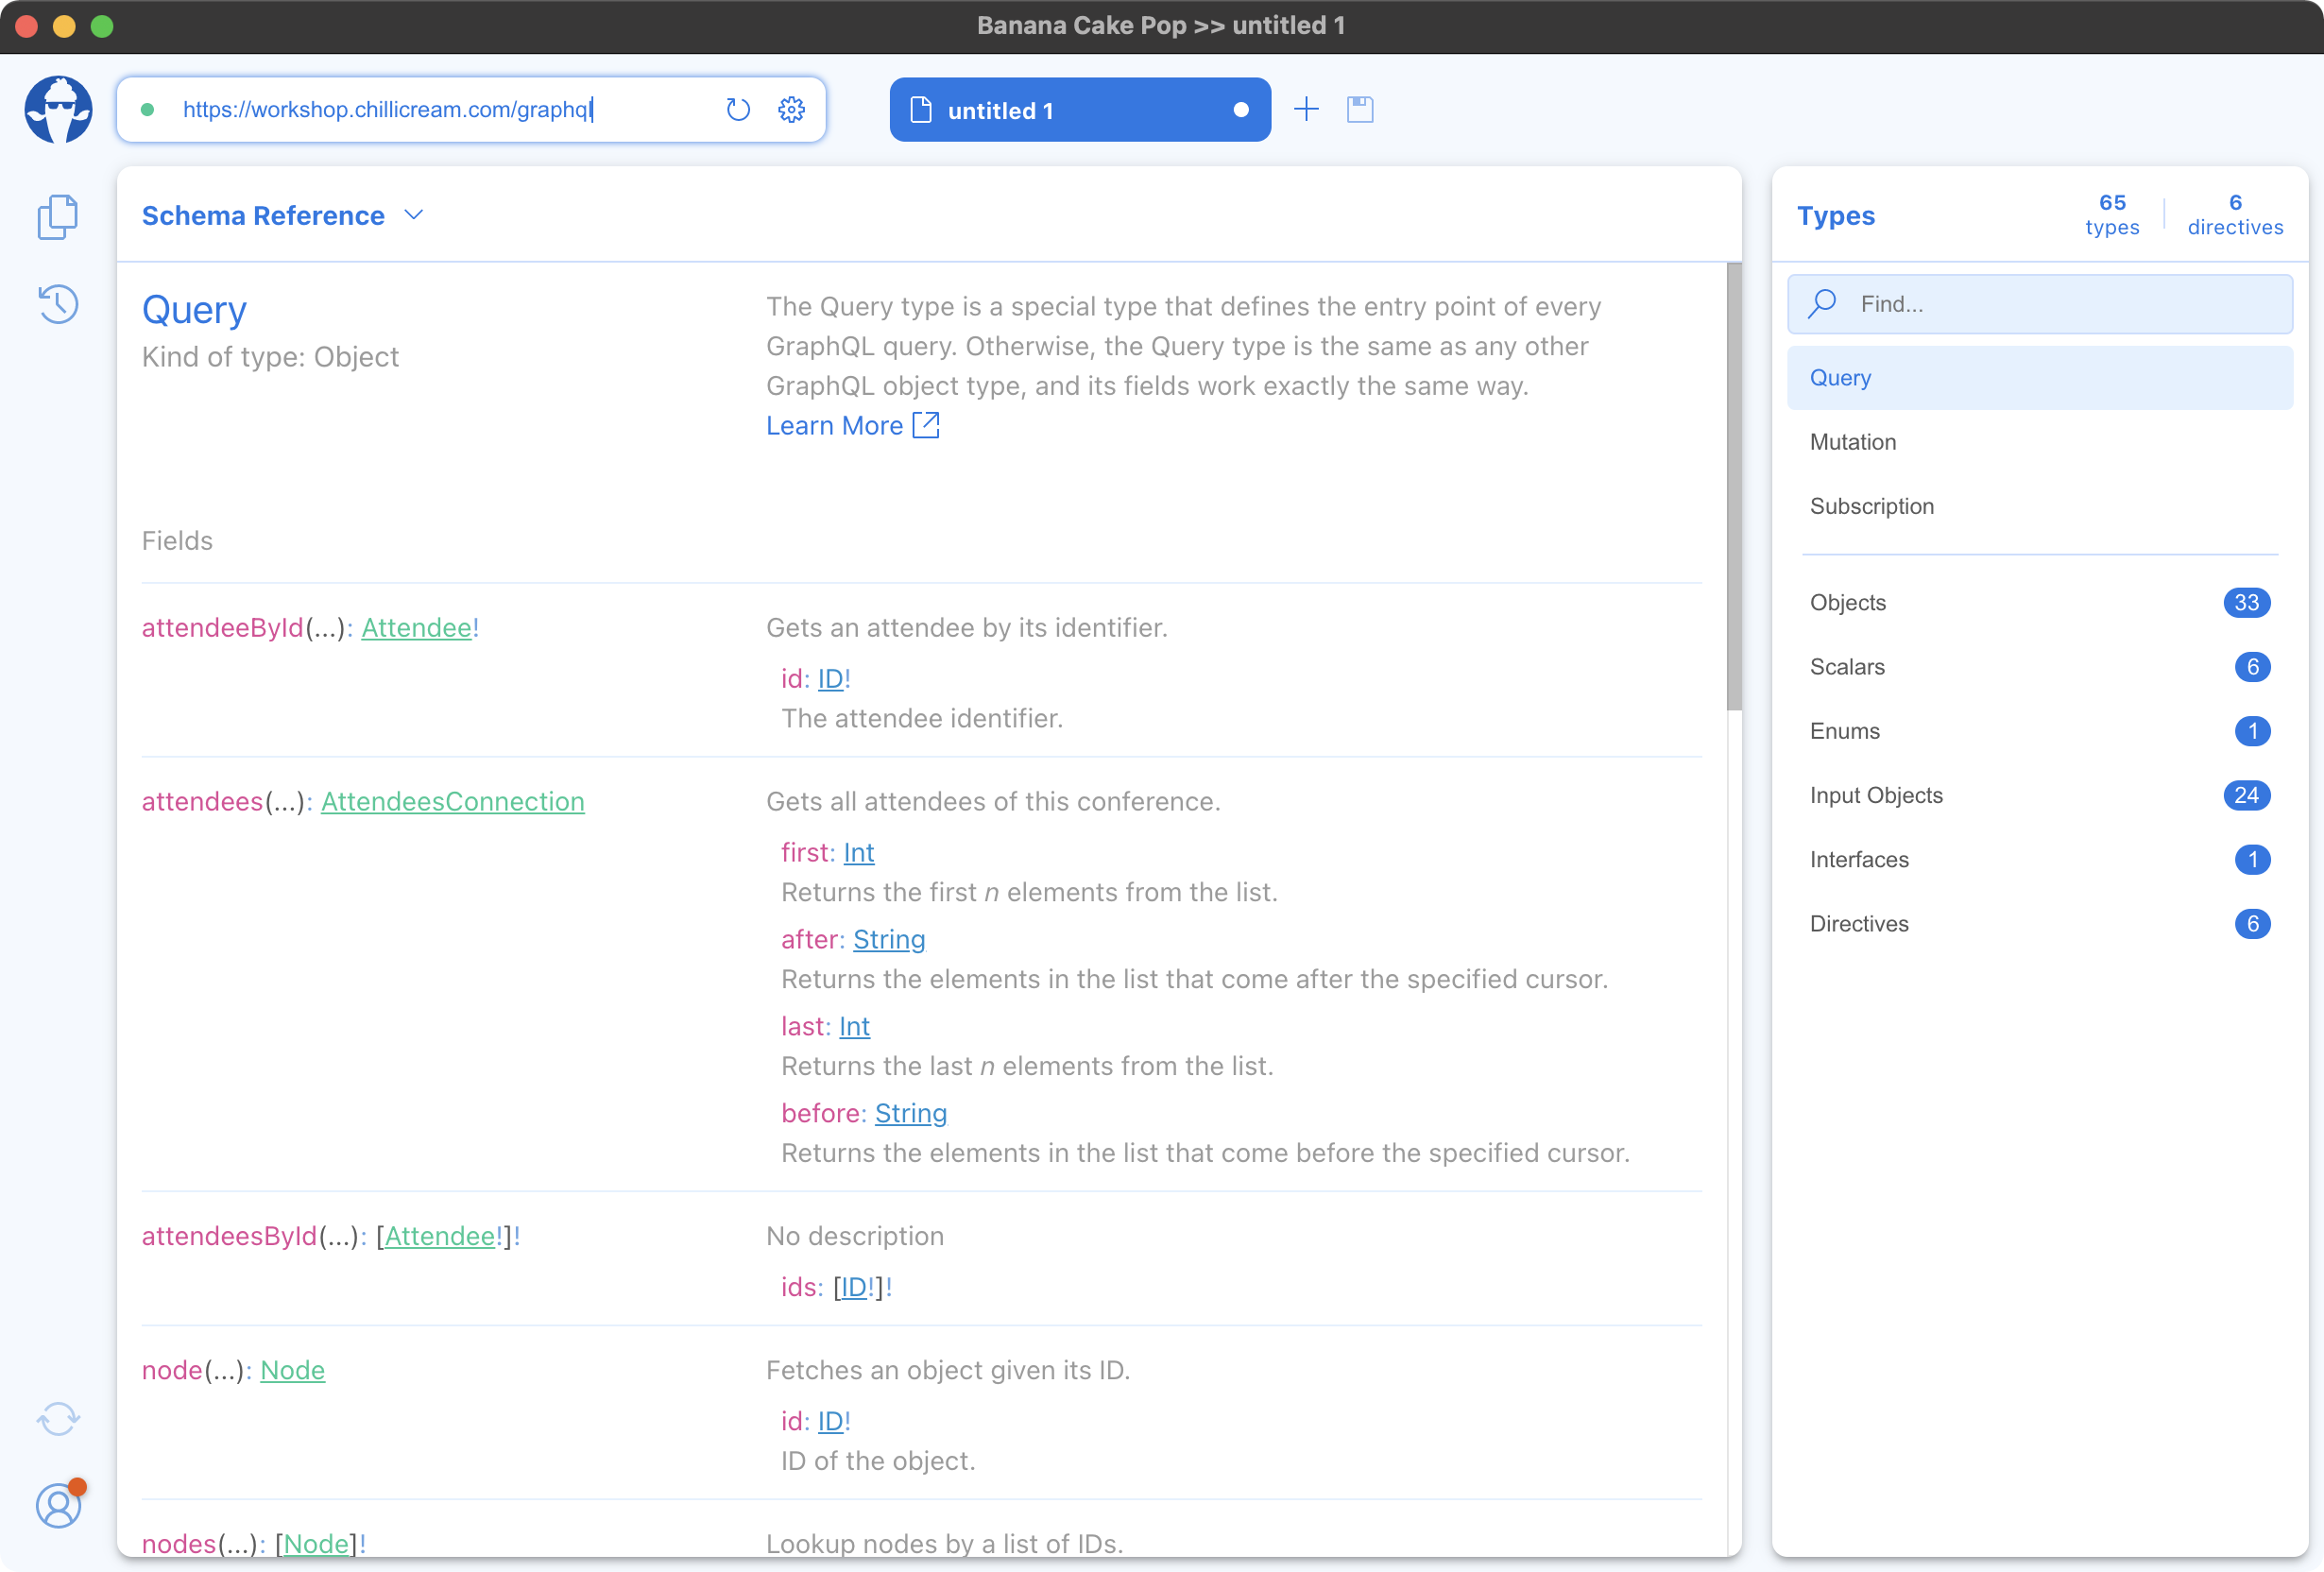 Banana Cake Pop >> untitled 1
https://workshop.chillicream.com/graphql
untitled 1
Schema Reference
Query
Kind of type: Object
The Query type is a special type that defines the entry point of every
GraphQL query. Otherwise, the Query type is the same as any other
GraphQL object type, and its fields work exactly the same way.
Learn More
Fields
attendeeById(...): Attendee!
Gets an attendee by its identifier.
id: ID!
The attendee identifier.
attendees(...): AttendeesConnection
Gets all attendees of this conference.
first: Int
Returns the first n elements from the list.
after: String
Returns the elements in the list that come after the specified cursor.
last: Int
Returns the last n elements from the list.
before: String
Returns the elements in the list that come before the specified cursor.
attendeesById(...): [Attendee!]!
No description
ids: [ID!]!
node(...): Node
Fetches an object given its ID.
id: ID!
ID of the object.
nodes(...): [Node]!
Lookup nodes by a list of IDs.
Types
65
types
6
directives
Find...
Query
Mutation
Subscription
Objects 33
Scalars 6
Enums 1
Input Objects 24
Interfaces 1
Directives 6